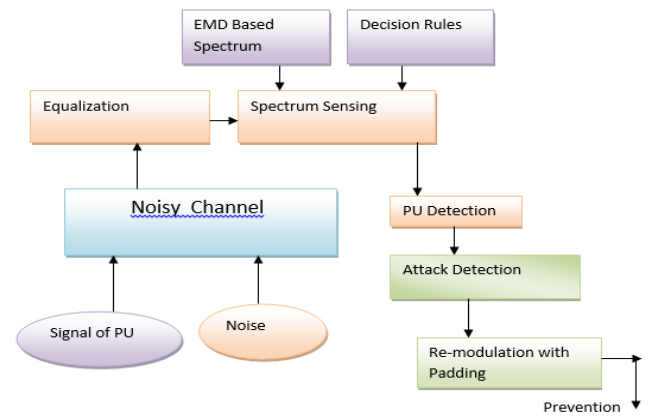 EMD Based
Spectrum
Decision Rules
Equalization
Spectrum Sensing
Noisy Channel
PU Detection
Attack Detection
Signal of PU
Noise
Re-modulation with
Padding
Prevention